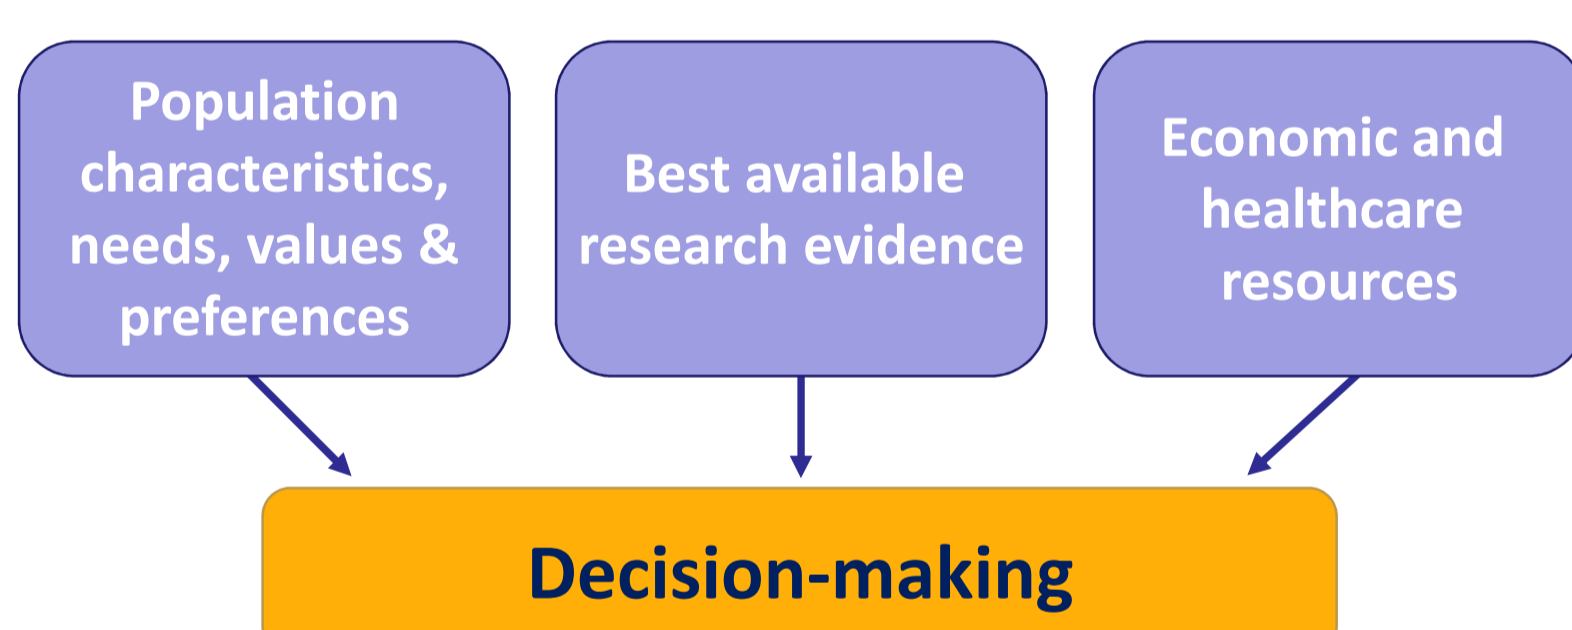 Population
characteristics,
needs, values &
preferences
Best available
research evidence
Economic and
healthcare
resources
Decision-making